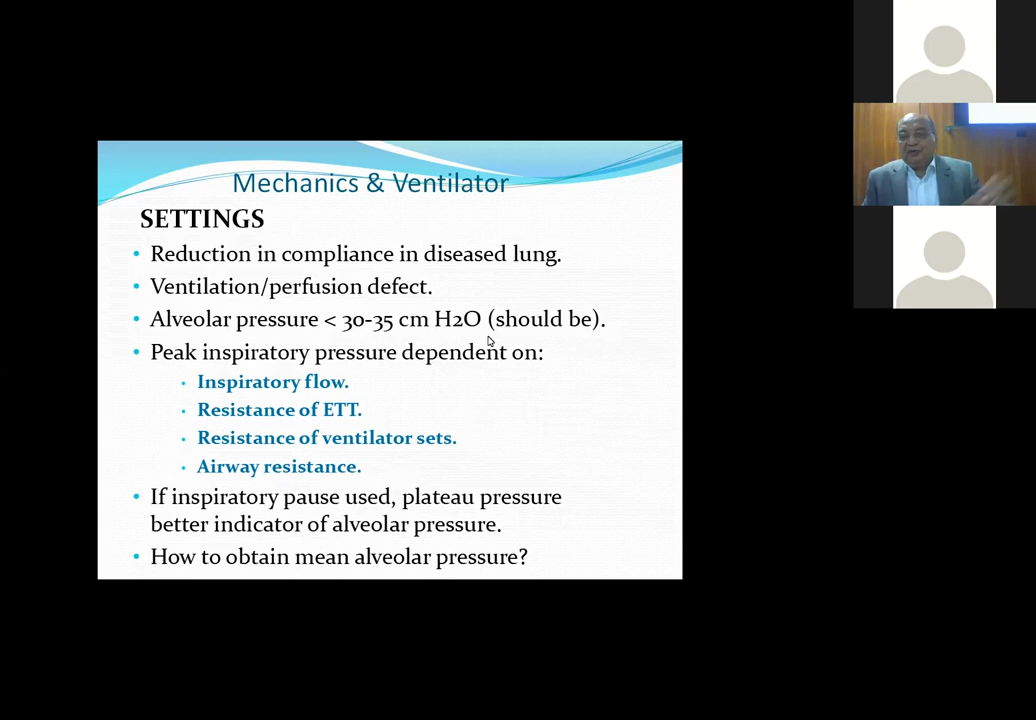 Mechanics & Ventilator
SETTINGS
• Reduction in compliance in diseased lung.
• Ventilation/perfusion defect.
• Alveolar pressure < 30-35 cm H2O (should be).
• Peak inspiratory pressure dependent on:
• Inspiratory flow.
• Resistance of ETT.
• Resistance of ventilator sets.
• Airway resistance.
• If inspiratory pause used, plateau pressure
better indicator of alveolar pressure.
• How to obtain mean alveolar pressure?